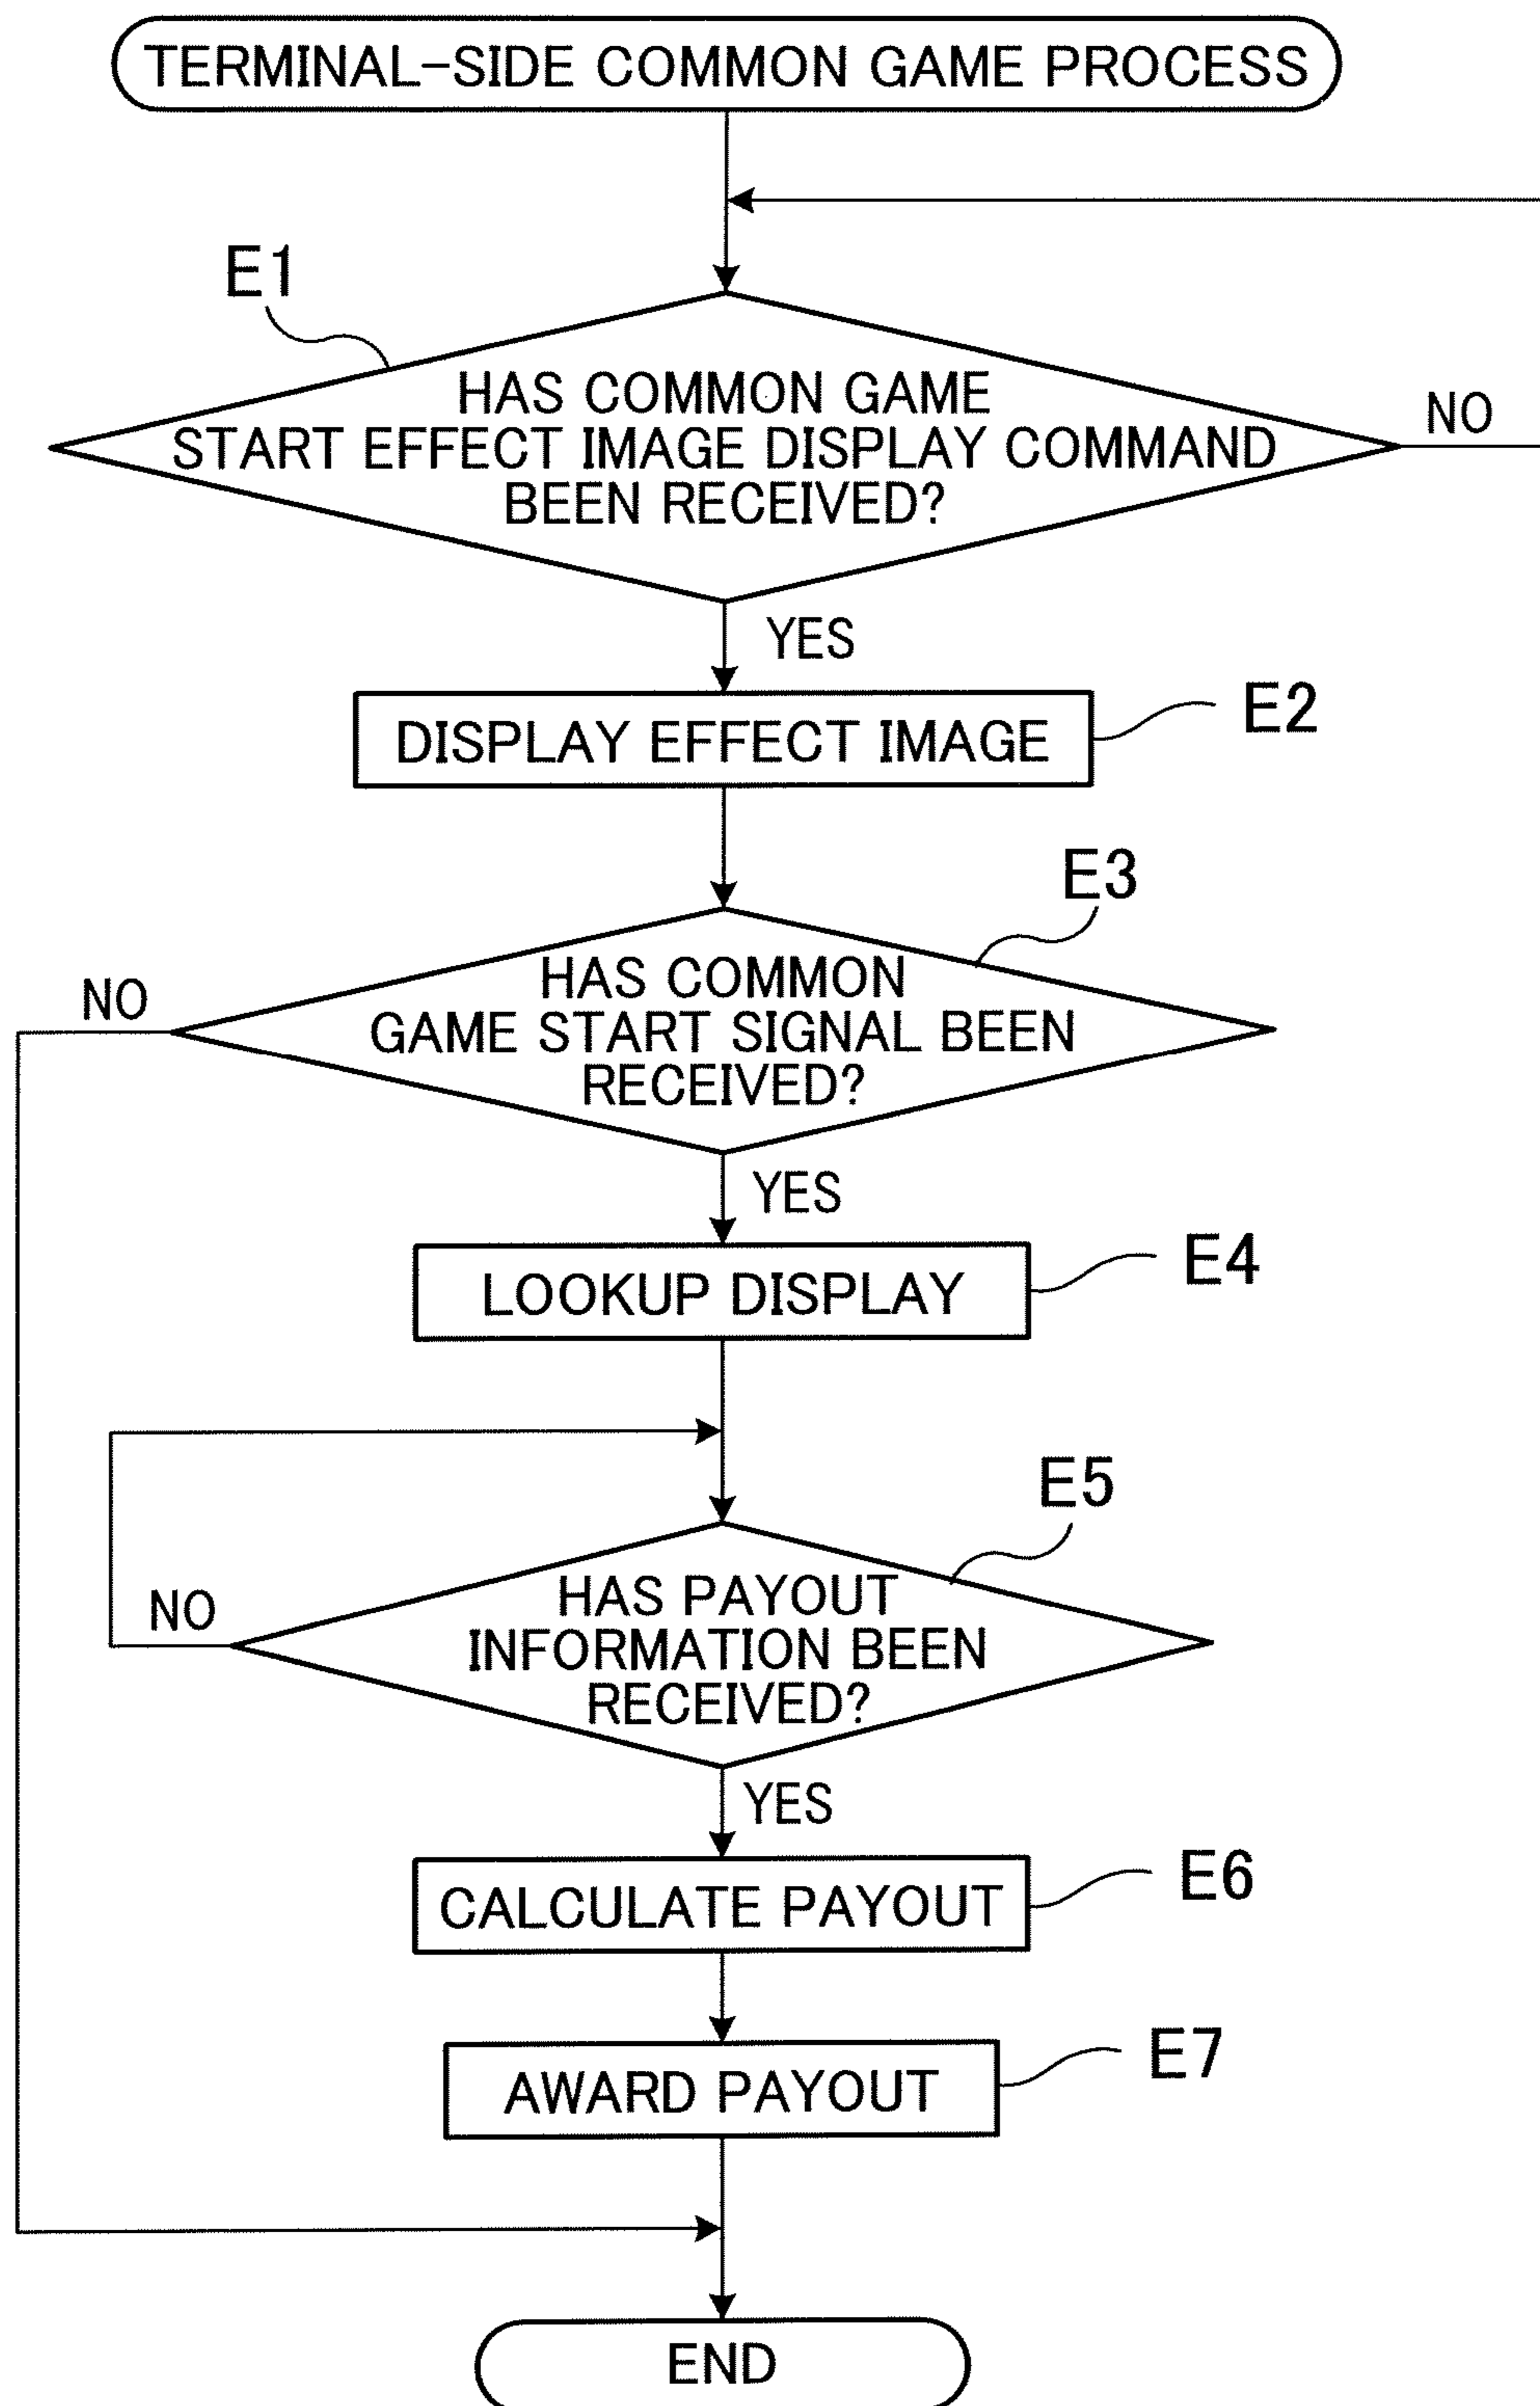 TERMINAL-SIDE COMMON GAME PROCESS
E1
HAS COMMON GAME
START EFFECT IMAGE DISPLAY COMMAND
BEEN RECEIVED?
NO
YES
DISPLAY EFFECT IMAGE
E2
E3
HAS COMMON
GAME START SIGNAL BEEN
RECEIVED?
NO
YES
LOOKUP DISPLAY
E4
E5
HAS PAYOUT
INFORMATION BEEN
RECEIVED?
NO
YES
CALCULATE PAYOUT
E6
AWARD PAYOUT
E7
END